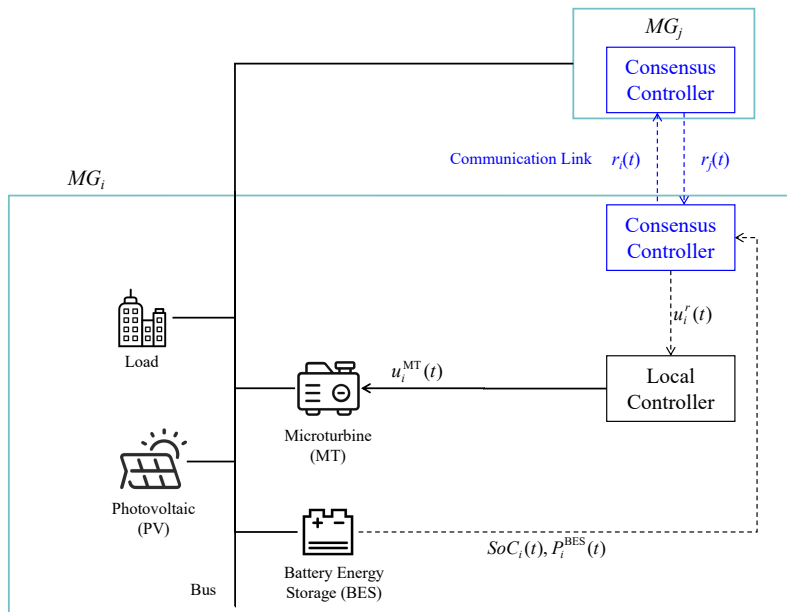 MG_j
Consensus
Controller
Communication Link r_i(t) r_j(t)
MG_i
Consensus
Controller
u_i^r(t)
Load
u_i^MT(t)
Local
Controller
Microturbine
(MT)
Photovoltaic
(PV)
SoC_i(t), P_i^BES(t)
Battery Energy
Storage (BES)
Bus